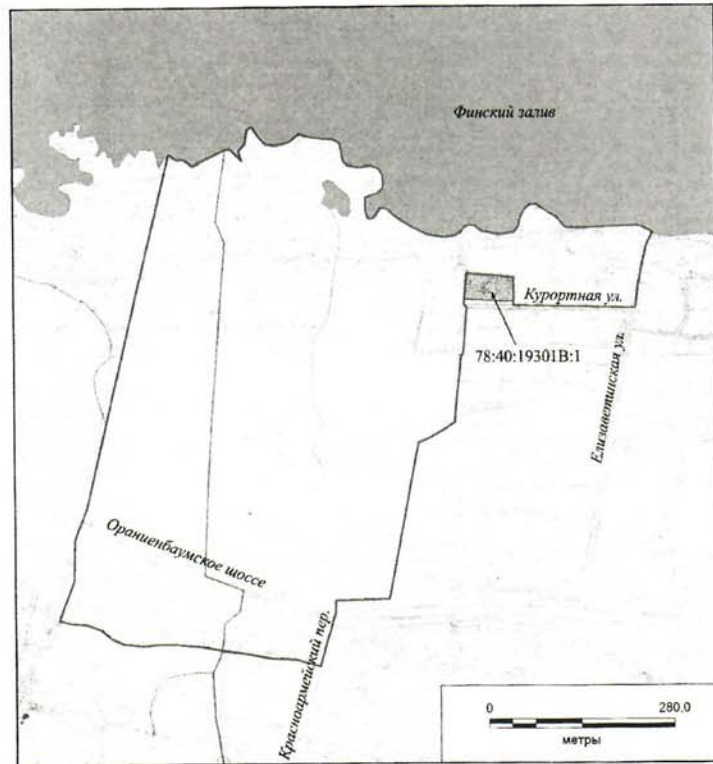 Финский залив
Курортная ул.
78:40:19301В:1
Елизаветинская ул.
Ораниенбаумское шоссе
Красноармейский пер.
0 280,0
метры